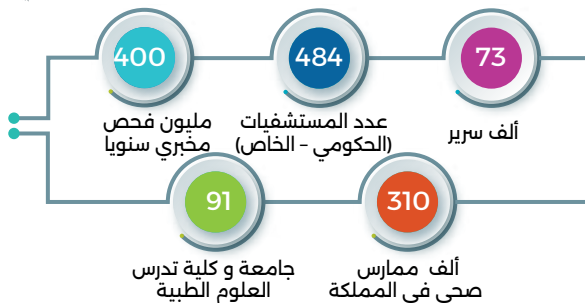 73
ألف سرير
484
عدد المستشفيات
(الحكومي - الخاص)
400
مليون فحص
مخبري سنويا
310
ألف ممارس
صحي في المملكة
91
جامعة و كلية تدرس
العلوم الطبية